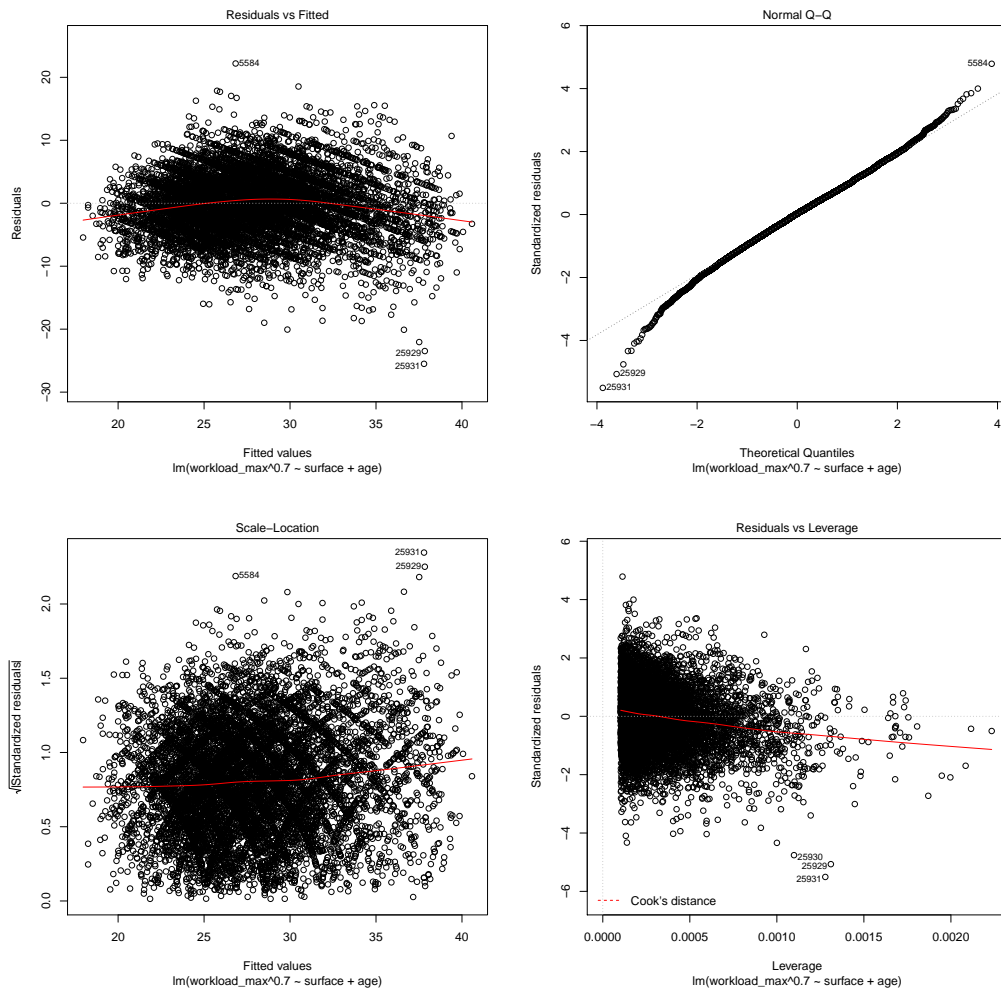 Residuals vs Fitted
Residuals
20
10
0
−10
−20
−30
5584
25929
25931
20 25 30 35 40
Fitted values
lm(workload_max^0.7 ~ surface + age)
Normal Q−Q
Standardized residuals
6
4
2
0
−2
−4
5584
25929
25931
−4 −2 0 2 4
Theoretical Quantiles
lm(workload_max^0.7 ~ surface + age)
Scale−Location
√|Standardized residuals|
2.0
1.5
1.0
0.5
0.0
25931
25929
5584
20 25 30 35 40
Fitted values
lm(workload_max^0.7 ~ surface + age)
Residuals vs Leverage
Standardized residuals
6
4
2
0
−2
−4
−6
25930
25929
25931
Cook's distance
0.0000 0.0005 0.0010 0.0015 0.0020
Leverage
lm(workload_max^0.7 ~ surface + age)